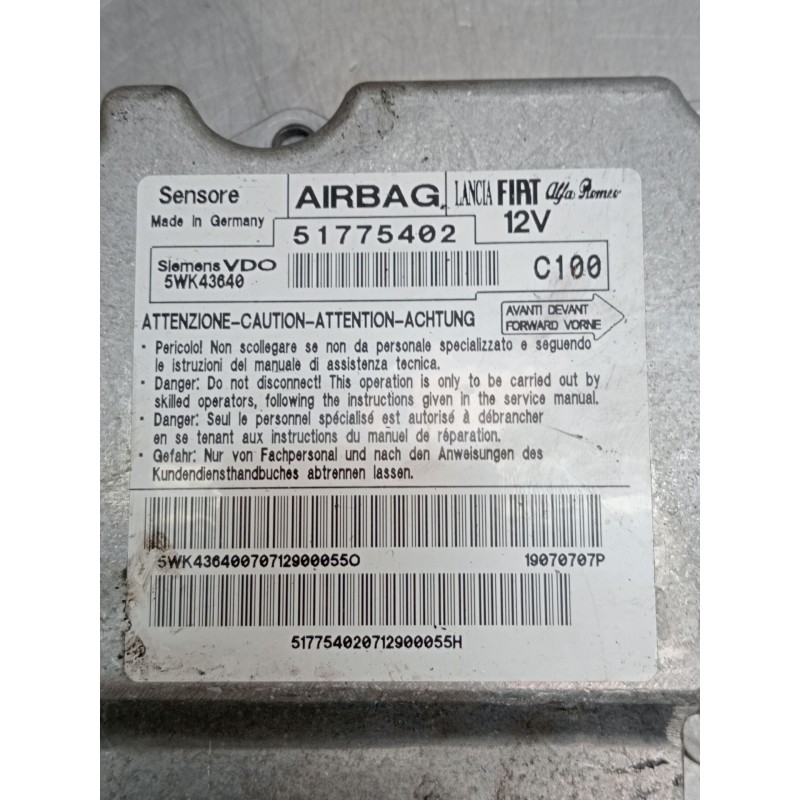 Sensore AIRBAG LANCIA FIAT Alfa Romeo
Made in Germany 51775402 12V
Siemens VDO
5WK43640 C100
ATTENZIONE-CAUTION-ATTENTION-ACHTUNG
AVANTI DEVANT
FORWARD VORNE
• Pericolo! Non scollegare se non da personale specializzato e seguendo
le istruzioni del manuale di assistenza tecnica.
• Danger: Do not disconnect! This operation is only to be carried out by
skilled operators, following the instructions given in the service manual.
• Danger: Seul le personnel spécialisé est autorisé à débrancher
en se tenant aux instructions du manuel de réparation.
• Gefahr: Nur von Fachpersonal und nach den Anweisungen des
Kundendiensthandbuches abtrennen lassen.
5WK43640070712900055O 19070707P
517754020712900055H